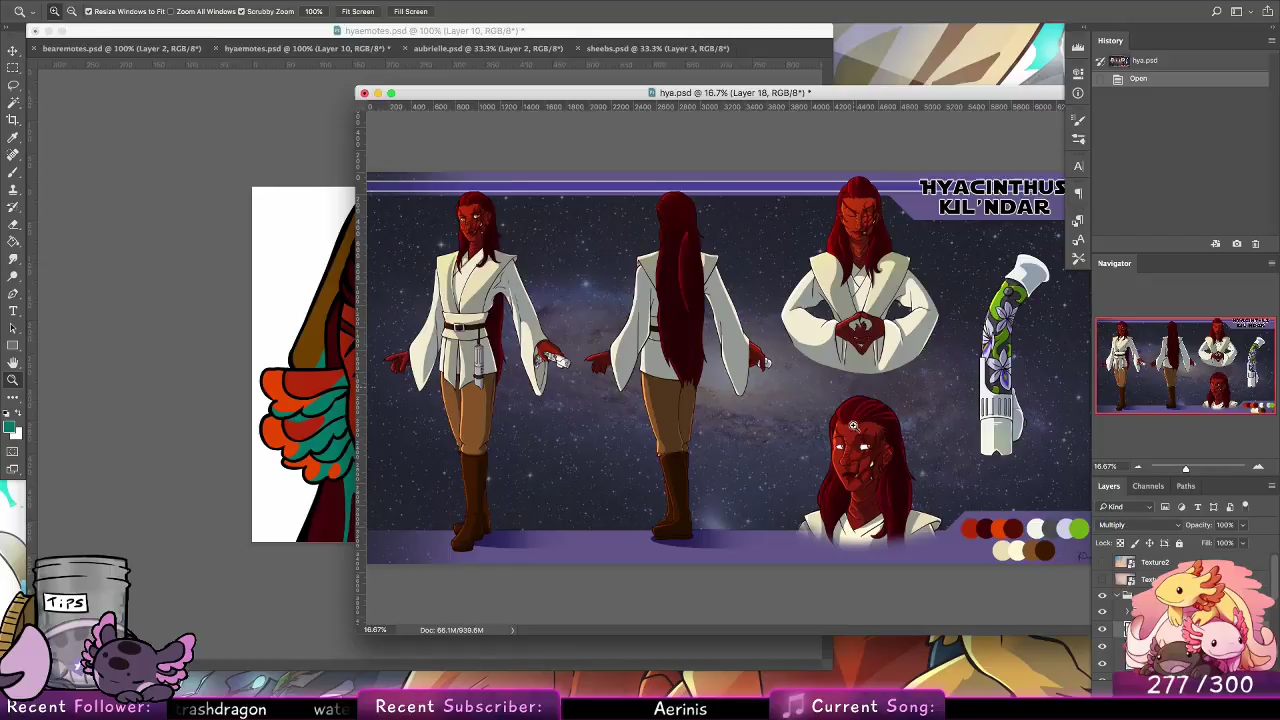 Resize Windows to Fit Zoom All Windows Scrubby Zoom 100% Fit Screen Fill Screen
hyaemotes.psd @ 100% (Layer 10, RGB/8*) *
bearemotes.psd @ 100% (Layer 2, RGB/8*) hyaemotes.psd @ 100% (Layer 10, RGB/8*) * aubrielle.psd @ 33.3% (Layer 2, RGB/8*) sheebs.psd @ 33.3% (Layer 3, RGB/8*)
hya.psd @ 16.7% (Layer 18, RGB/8*) *
HYACINTHUS
KIL'NDAR
16.67% Doc: 66.1M/939.6M
History
hya.psd
Open
Navigator
16.67%
Layers Channels Paths
Kind
Multiply Opacity: 100%
Lock: Fill: 100%
Texture2
TiPS
277/300
Recent Follower: trashdragon wate
Recent Subscriber: Aerinis
Current Song: